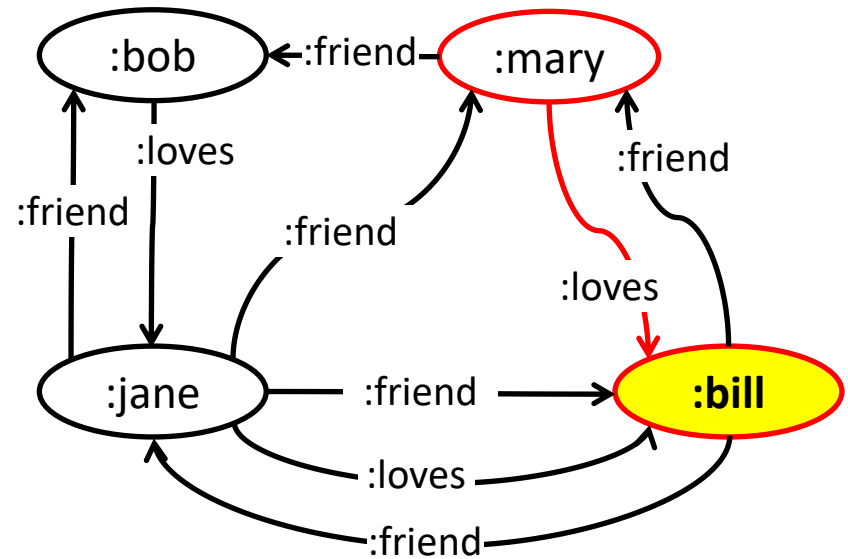 :bob
:friend
:mary
:loves
:friend
:friend
:friend
:loves
:jane
:friend
:bill
:loves
:friend